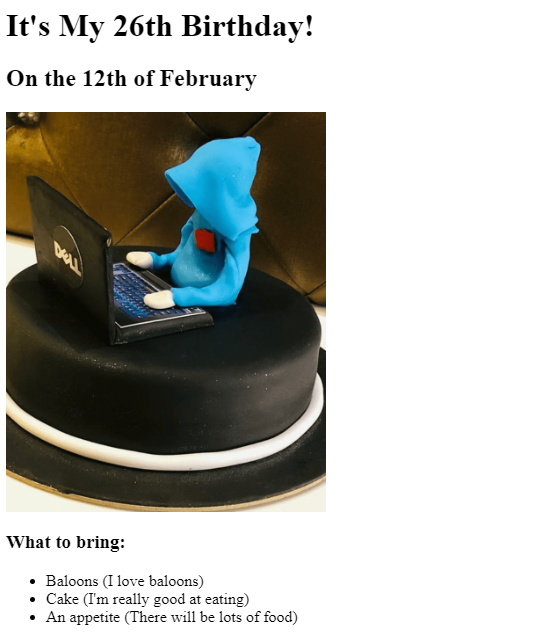 It's My 26th Birthday!
On the 12th of February
DELL
What to bring:
Baloons (I love baloons)
Cake (I'm really good at eating)
An appetite (There will be lots of food)